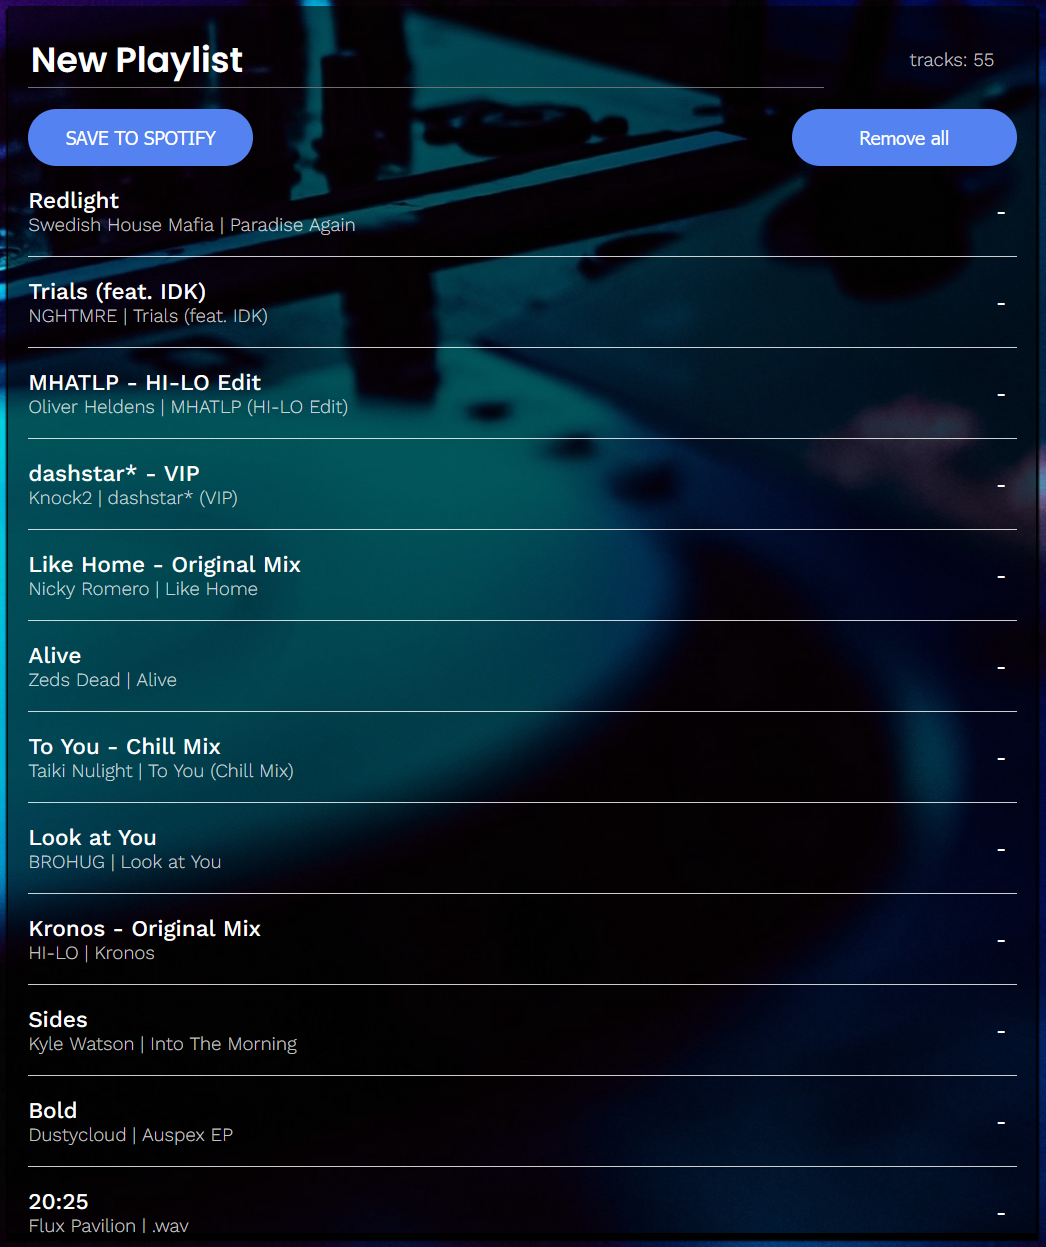 New Playlist
tracks: 55
SAVE TO SPOTIFY
Remove all
Redlight
-
Swedish House Mafia | Paradise Again
Trials (feat. IDK)
-
NGHTMRE | Trials (feat. IDK)
MHATLP - HI-LO Edit
-
Oliver Heldens | MHATLP (HI-LO Edit)
dashstar* - VIP
-
Knock2 | dashstar* (VIP)
Like Home - Original Mix
-
Nicky Romero | Like Home
Alive
-
Zeds Dead | Alive
To You - Chill Mix
-
Taiki Nulight | To You (Chill Mix)
Look at You
-
BROHUG | Look at You
Kronos - Original Mix
-
HI-LO | Kronos
Sides
-
Kyle Watson | Into The Morning
Bold
-
Dustycloud | Auspex EP
20:25
-
Flux Pavilion | .wav